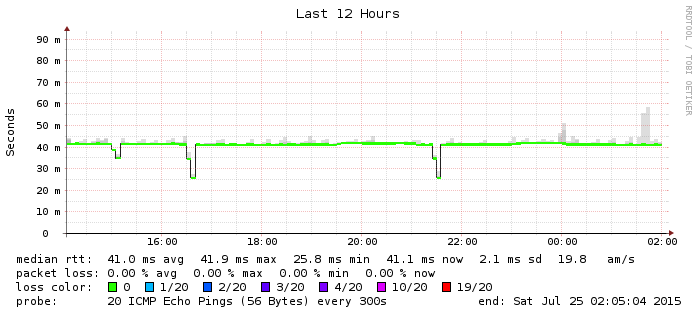 Last 12 Hours
RRDTOOL / TOBI OETIKER
Seconds
90 m
80 m
70 m
60 m
50 m
40 m
30 m
20 m
10 m
0
16:00 18:00 20:00 22:00 00:00 02:00
median rtt: 41.0 ms avg 41.9 ms max 25.8 ms min 41.1 ms now 2.1 ms sd 19.8 am/s
packet loss: 0.00 % avg 0.00 % max 0.00 % min 0.00 % now
loss color: 0 1/20 2/20 3/20 4/20 10/20 19/20
probe: 20 ICMP Echo Pings (56 Bytes) every 300s end: Sat Jul 25 02:05:04 2015